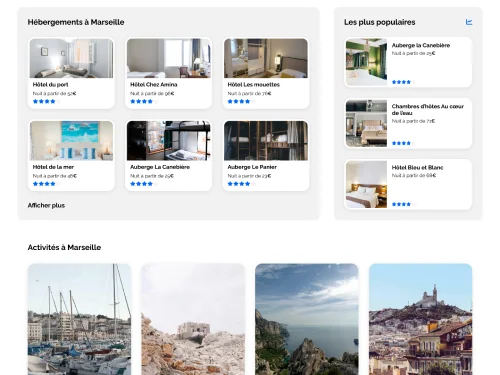 Hébergements à Marseille
Hôtel du port
Nuit à partir de 52€
Hôtel Chez Amina
Nuit à partir de 96€
Hôtel Les mouettes
Nuit à partir de 76€
Hôtel de la mer
Nuit à partir de 46€
Auberge La Canebière
Nuit à partir de 25€
Auberge Le Panier
Nuit à partir de 23€
Afficher plus
Les plus populaires
Auberge la Canebière
Nuit à partir de 25€
Chambres d'hôtes Au cœur
de l'eau
Nuit à partir de 71€
Hôtel Bleu et Blanc
Nuit à partir de 68€
Activités à Marseille